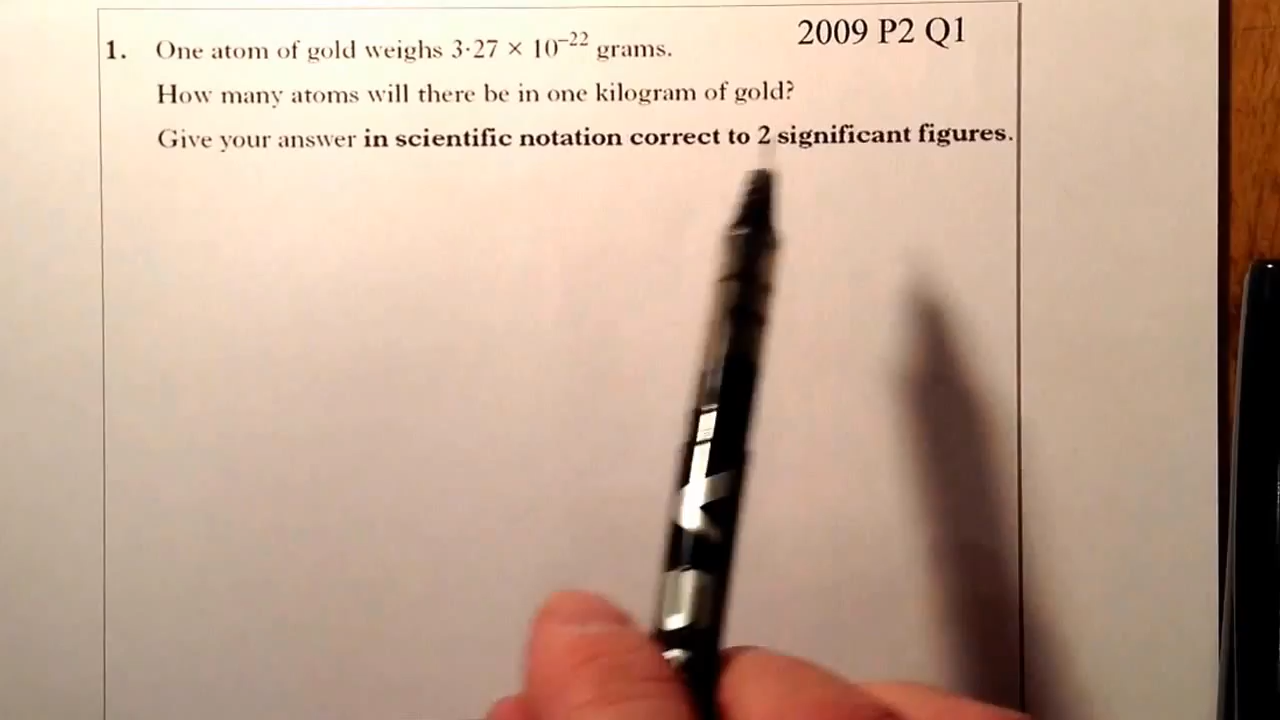 2009 P2 Q1
1. One atom of gold weighs 3·27 × 10⁻²² grams.
How many atoms will there be in one kilogram of gold?
Give your answer in scientific notation correct to 2 significant figures.